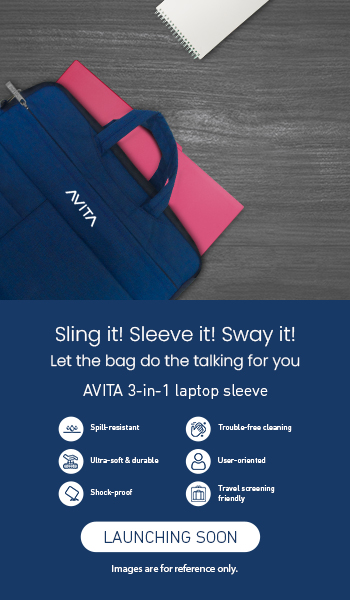 AVITA
Sling it! Sleeve it! Sway it!
Let the bag do the talking for you
AVITA 3-in-1 laptop sleeve
Spill-resistant
Trouble-free cleaning
Ultra-soft & durable
User-oriented
Shock-proof
Travel screening
friendly
LAUNCHING SOON
Images are for reference only.